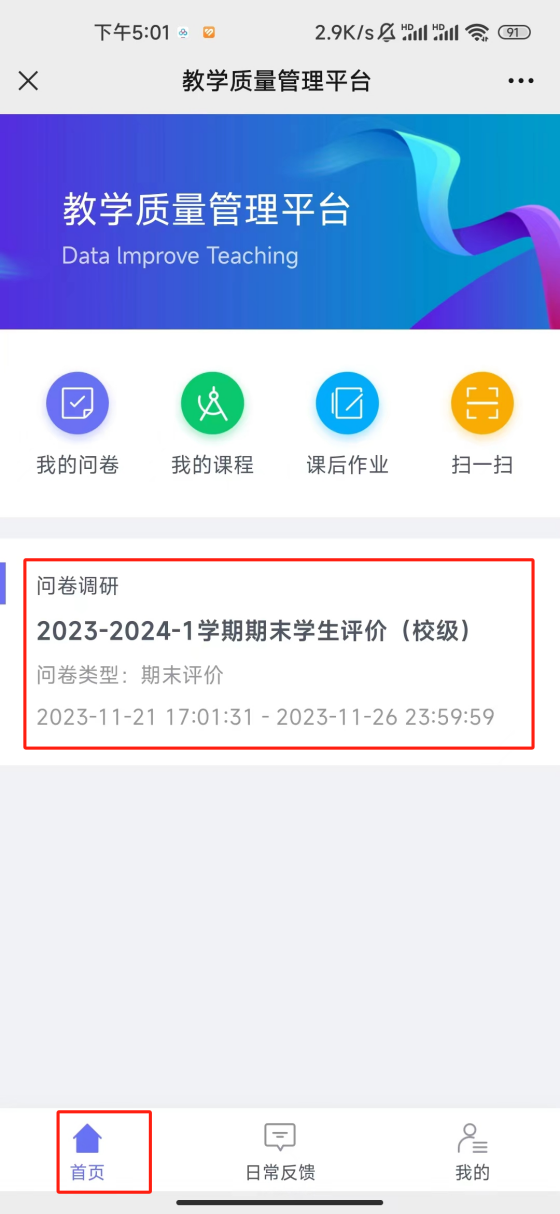 下午5:01
2.9K/s HD HD 91
教学质量管理平台
教学质量管理平台
Data lmprove Teaching
我的问卷 我的课程 课后作业 扫一扫
问卷调研
2023-2024-1学期期末学生评价（校级）
问卷类型：期末评价
2023-11-21 17:01:31 - 2023-11-26 23:59:59
首页 日常反馈 我的